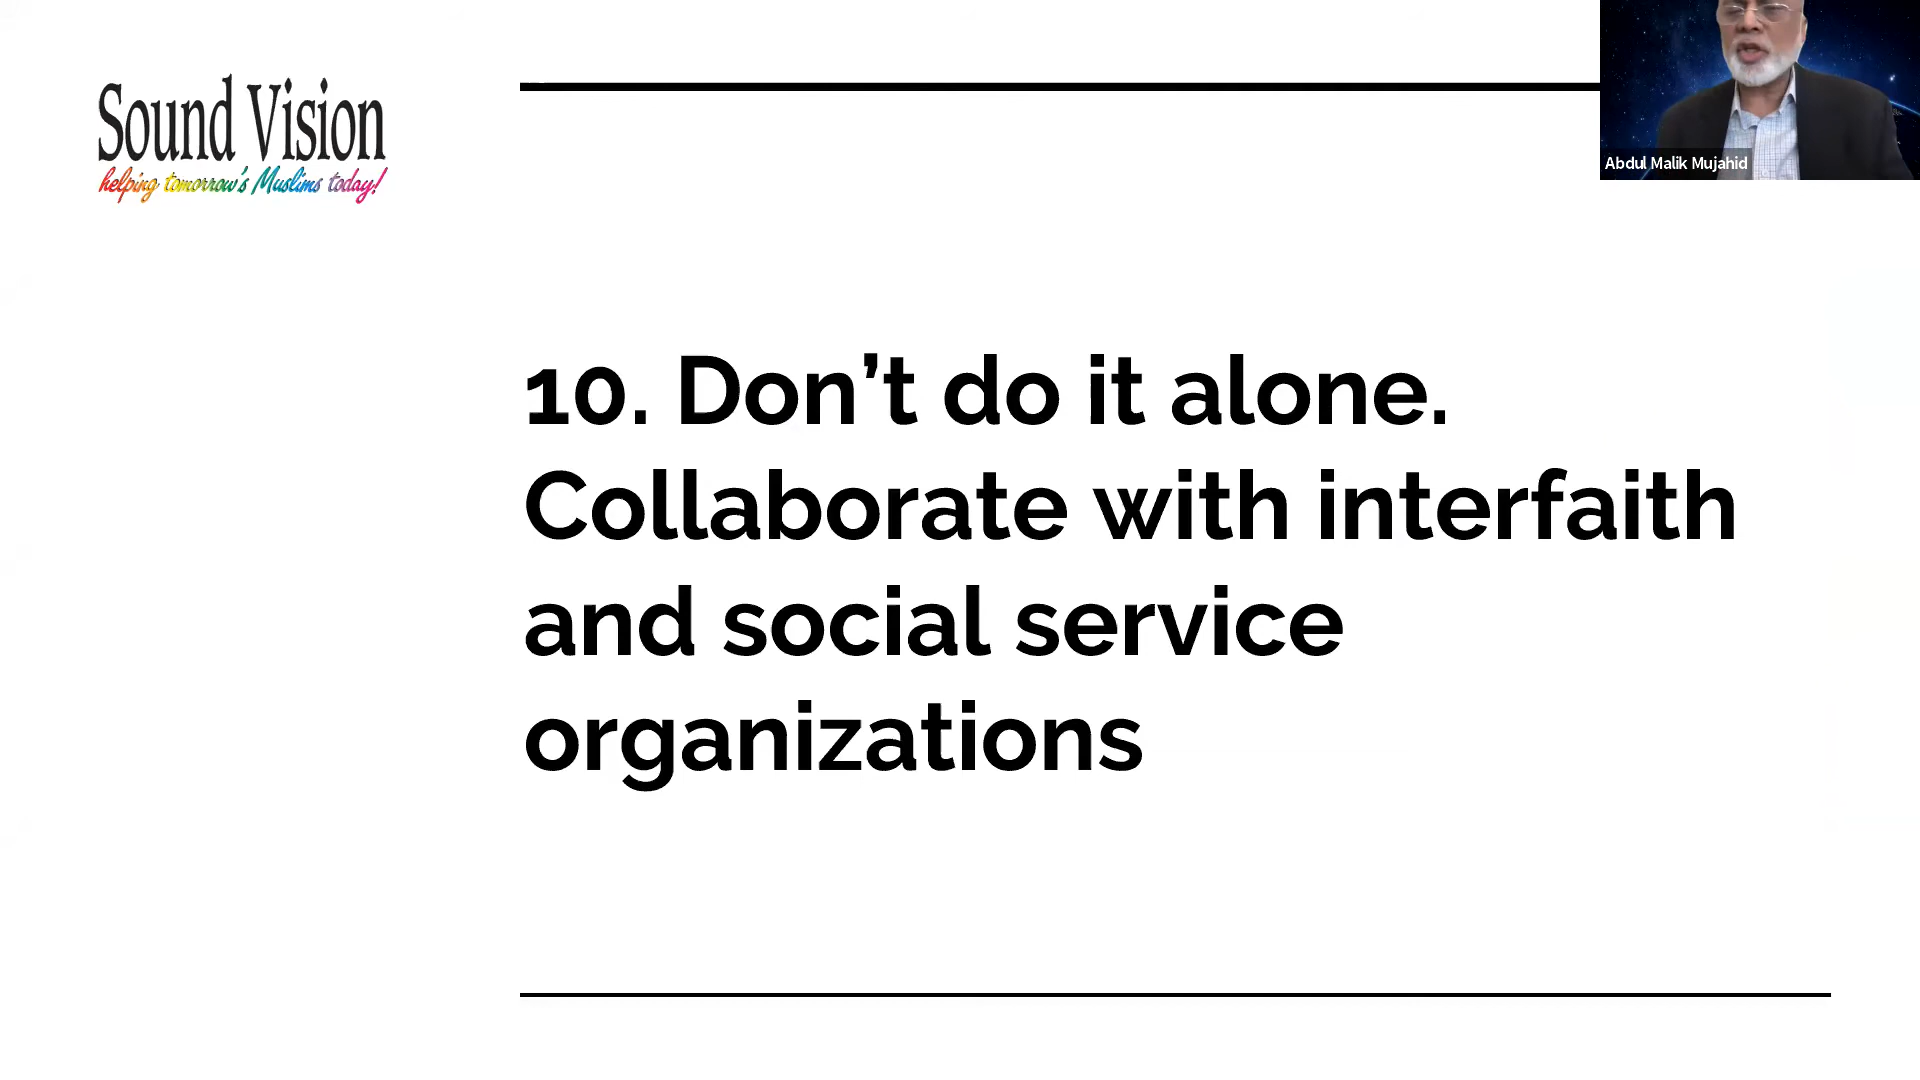 Sound Vision
helping tomorrow's Muslims today!
Abdul Malik Mujahid
10. Don’t do it alone.
Collaborate with interfaith
and social service
organizations